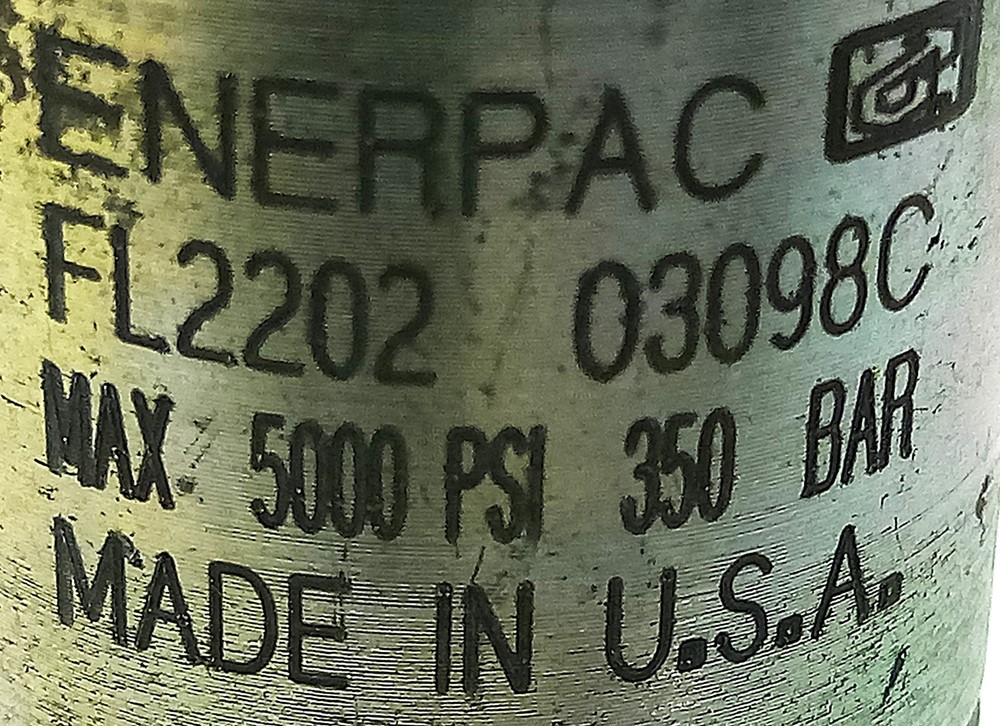 ENERPAC
FL2202 03098C
MAX 5000 PSI 350 BAR
MADE IN U.S.A.